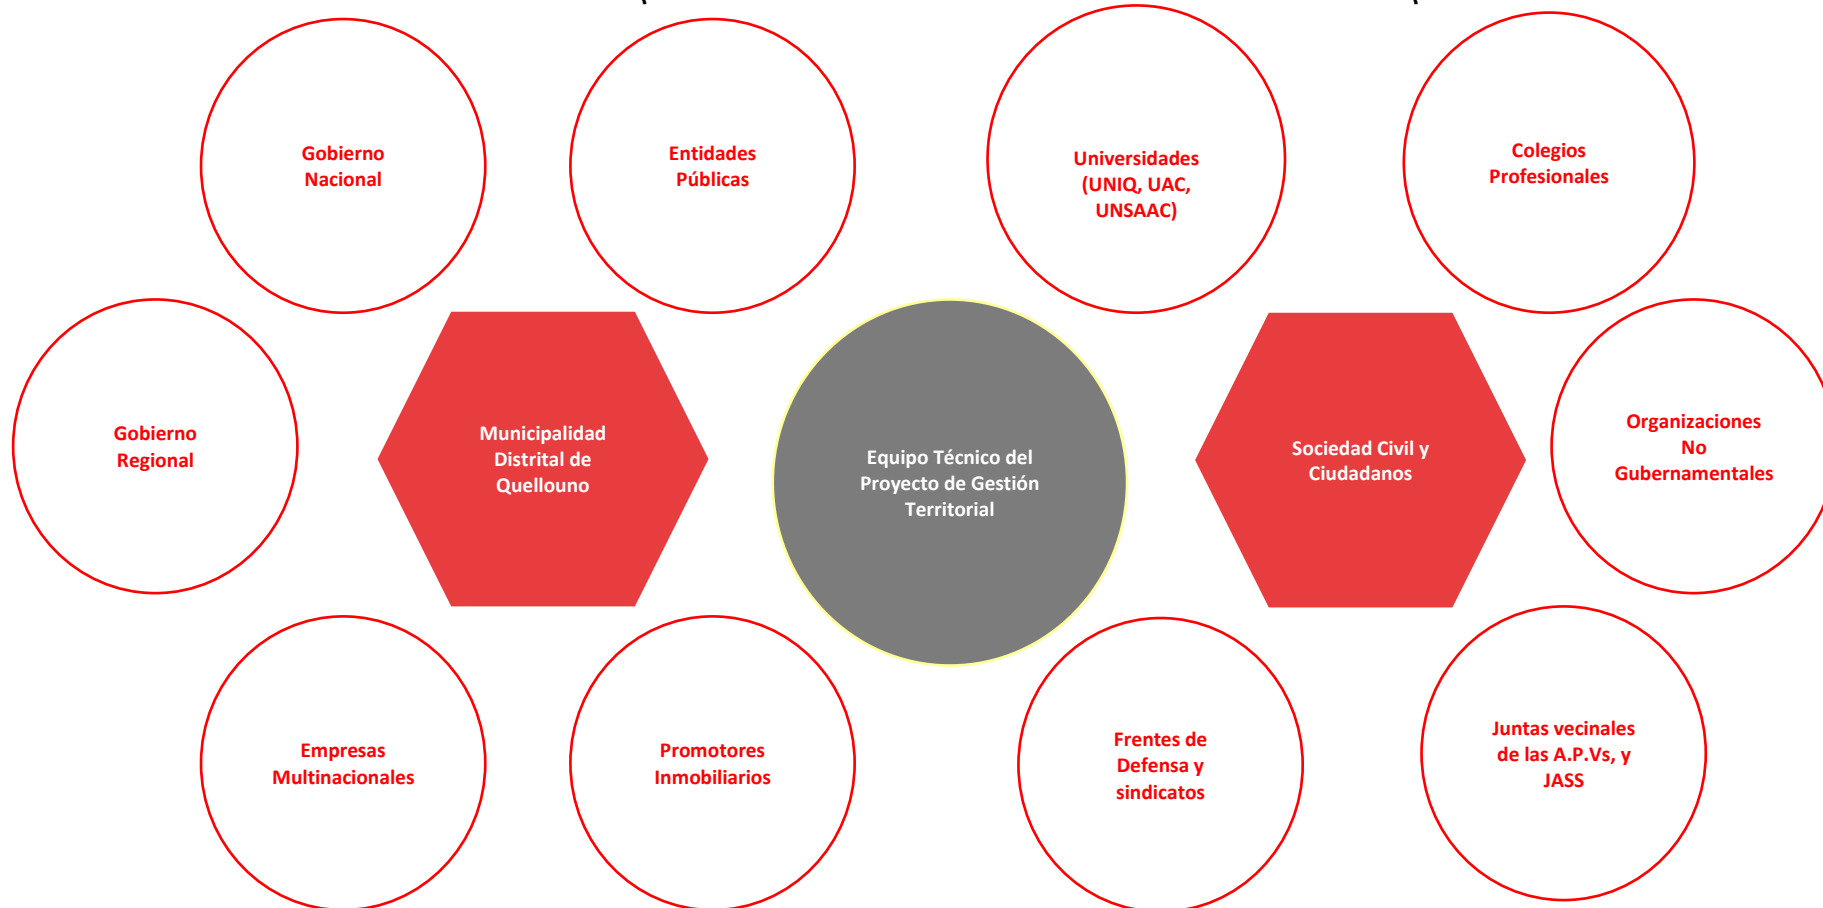 Gobierno
Nacional
Entidades
Públicas
Universidades
(UNIQ, UAC,
UNSAAC)
Colegios
Profesionales
Gobierno
Regional
Municipalidad
Distrital de
Quellouno
Equipo Técnico del
Proyecto de Gestión
Territorial
Sociedad Civil y
Ciudadanos
Organizaciones
No
Gubernamentales
Empresas
Multinacionales
Promotores
Inmobiliarios
Frentes de
Defensa y
sindicatos
Juntas vecinales
de las A.P.Vs, y
JASS